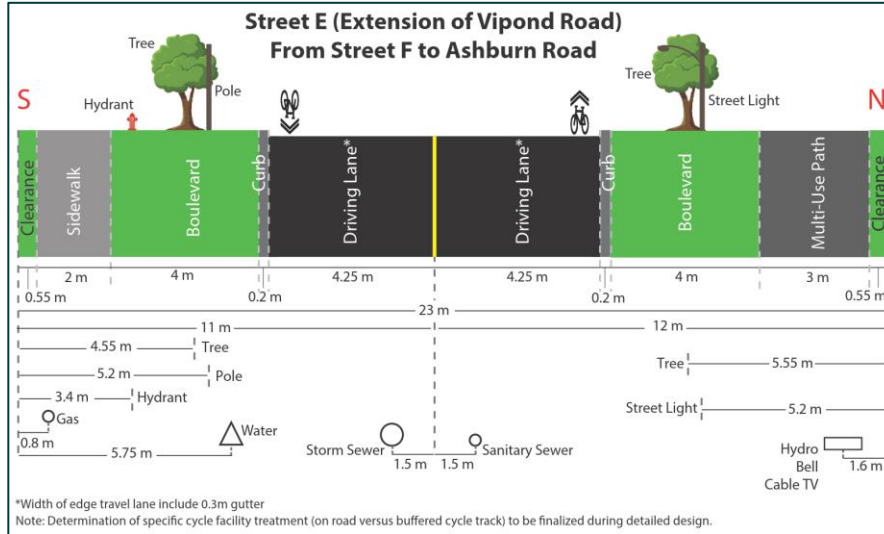 Street E (Extension of Vipond Road)
From Street F to Ashburn Road
Tree
Pole
Hydrant
Tree
Street Light
S
N
Clearance
Sidewalk
Boulevard
Curb
Driving Lane*
Driving Lane*
Curb
Boulevard
Multi-Use Path
Clearance
2 m
4 m
4.25 m
4.25 m
4 m
3 m
0.55 m
0.2 m
0.2 m
0.55 m
23 m
11 m
12 m
4.55 m
Tree
Tree
5.55 m
5.2 m
Pole
3.4 m
Hydrant
Street Light
5.2 m
Gas
0.8 m
Water
5.75 m
Storm Sewer
1.5 m
1.5 m
Sanitary Sewer
Hydro
Bell
Cable TV
1.6 m
*Width of edge travel lane include 0.3m gutter
Note: Determination of specific cycle facility treatment (on road versus buffered cycle track) to be finalized during detailed design.